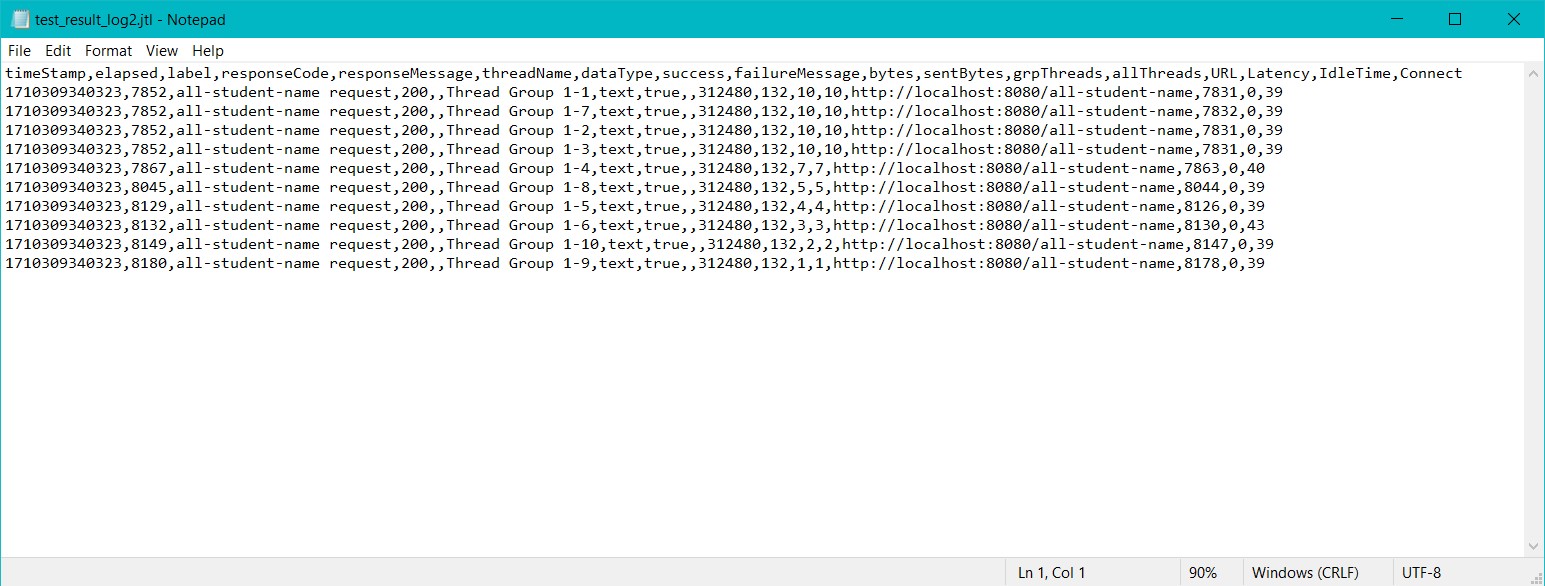 test_result_log2.jtl - Notepad
File Edit Format View Help
timeStamp,elapsed,label,responseCode,responseMessage,threadName,dataType,success,failureMessage,bytes,sentBytes,grpThreads,allThreads,URL,Latency,IdleTime,Connect
1710309340323,7852,all-student-name request,200,,Thread Group 1-1,text,true,,312480,132,10,10,http://localhost:8080/all-student-name,7831,0,39
1710309340323,7852,all-student-name request,200,,Thread Group 1-7,text,true,,312480,132,10,10,http://localhost:8080/all-student-name,7832,0,39
1710309340323,7852,all-student-name request,200,,Thread Group 1-2,text,true,,312480,132,10,10,http://localhost:8080/all-student-name,7831,0,39
1710309340323,7852,all-student-name request,200,,Thread Group 1-3,text,true,,312480,132,10,10,http://localhost:8080/all-student-name,7831,0,39
1710309340323,7867,all-student-name request,200,,Thread Group 1-4,text,true,,312480,132,7,7,http://localhost:8080/all-student-name,7863,0,40
1710309340323,8045,all-student-name request,200,,Thread Group 1-8,text,true,,312480,132,5,5,http://localhost:8080/all-student-name,8044,0,39
1710309340323,8129,all-student-name request,200,,Thread Group 1-5,text,true,,312480,132,4,4,http://localhost:8080/all-student-name,8126,0,39
1710309340323,8132,all-student-name request,200,,Thread Group 1-6,text,true,,312480,132,3,3,http://localhost:8080/all-student-name,8130,0,43
1710309340323,8149,all-student-name request,200,,Thread Group 1-10,text,true,,312480,132,2,2,http://localhost:8080/all-student-name,8147,0,39
1710309340323,8180,all-student-name request,200,,Thread Group 1-9,text,true,,312480,132,1,1,http://localhost:8080/all-student-name,8178,0,39
Ln 1, Col 1 90% Windows (CRLF) UTF-8